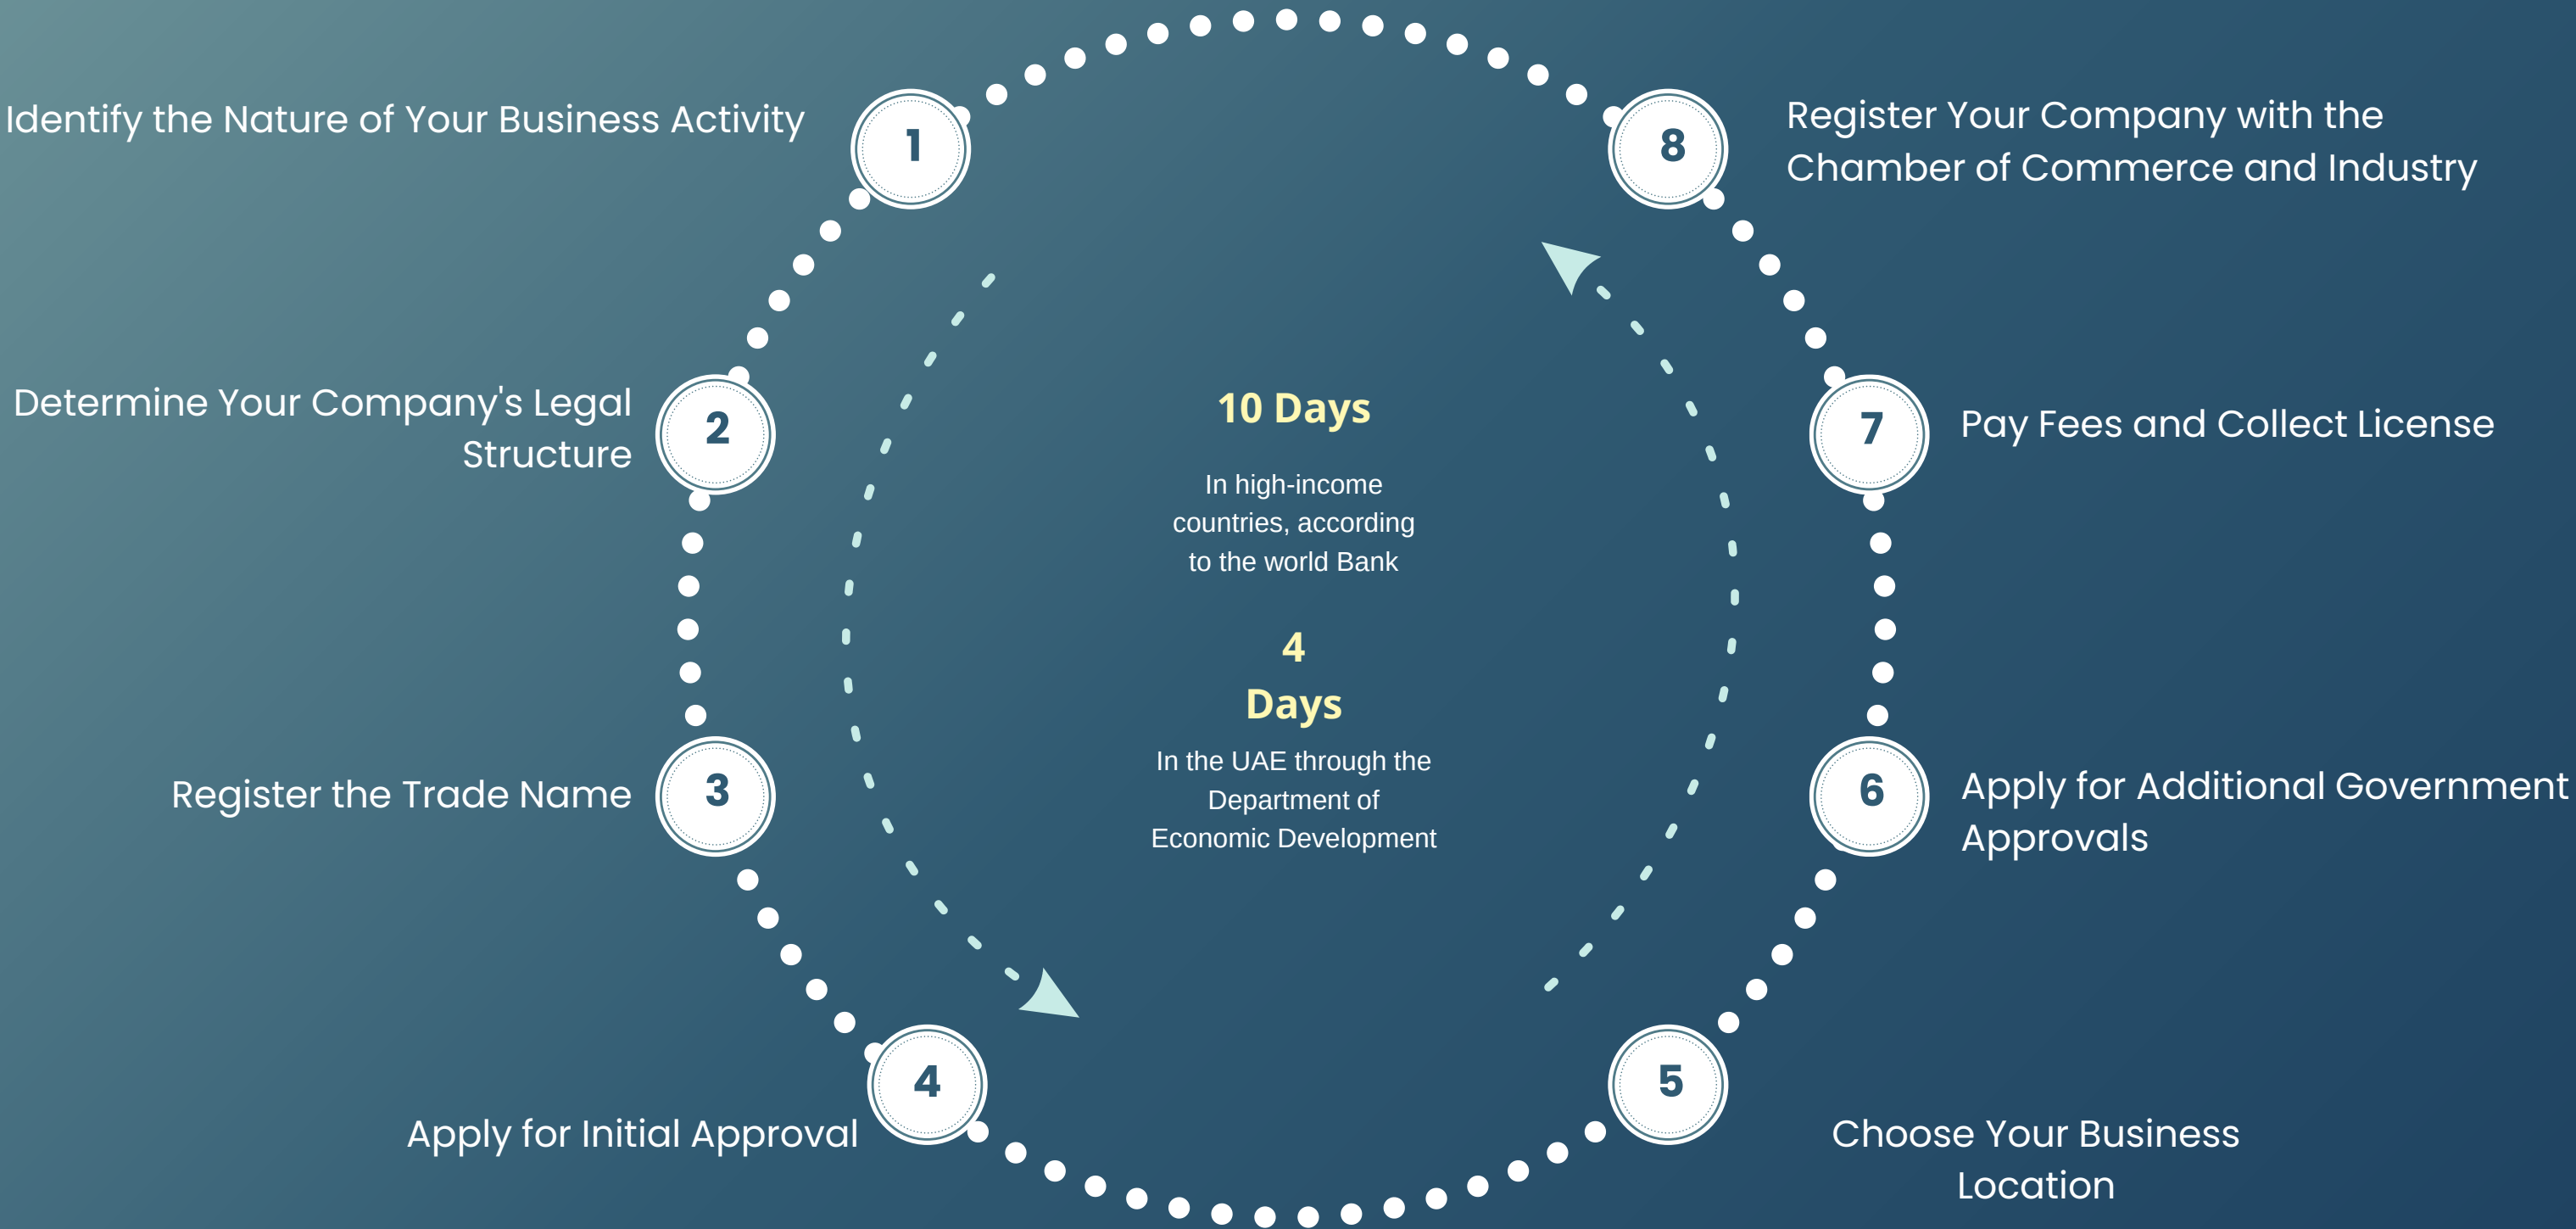 1
Identify the Nature of Your Business Activity
2
Determine Your Company's Legal
Structure
3
Register the Trade Name
4
Apply for Initial Approval
5
Choose Your Business
Location
6
Apply for Additional Government
Approvals
7
Pay Fees and Collect License
8
Register Your Company with the
Chamber of Commerce and Industry
10 Days
In high-income
countries, according
to the world Bank
4
Days
In the UAE through the
Department of
Economic Development